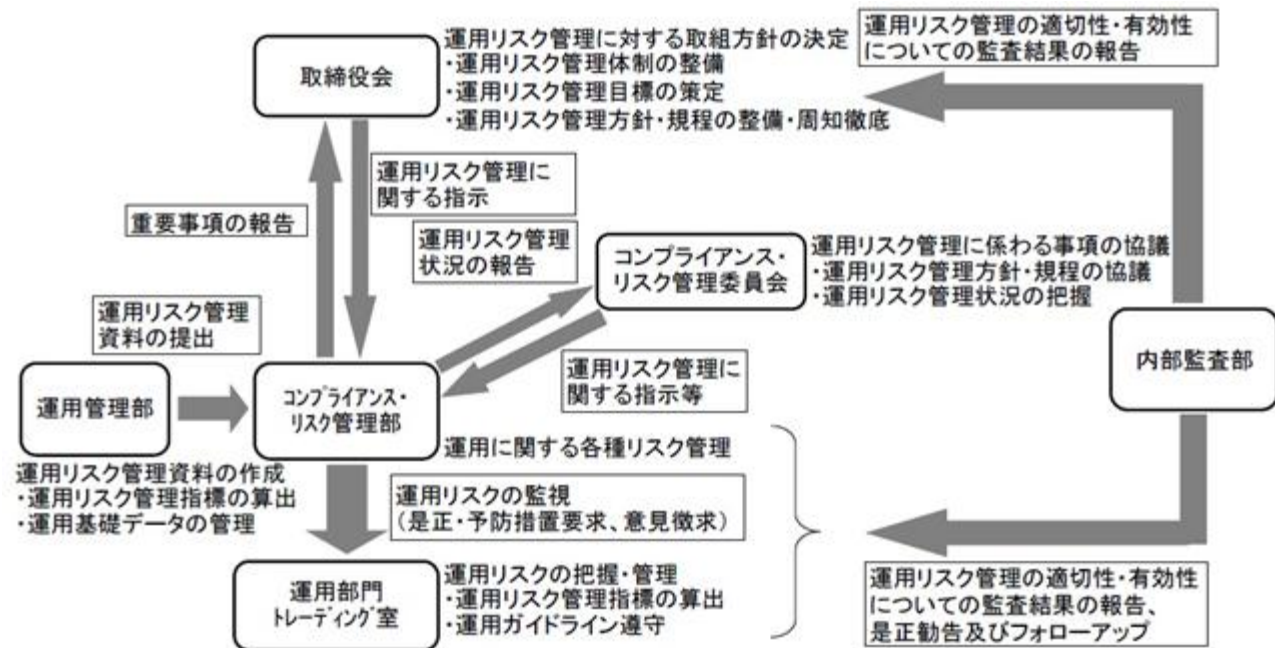 取締役会
運用リスク管理に対する取組方針の決定
・運用リスク管理体制の整備
・運用リスク管理目標の策定
・運用リスク管理方針・規程の整備・周知徹底
運用リスク管理の適切性・有効性
についての監査結果の報告
重要事項の報告
運用リスク管理に
関する指示
運用リスク管理
状況の報告
コンプライアンス・
リスク管理委員会
運用リスク管理に係わる事項の協議
・運用リスク管理方針・規程の協議
・運用リスク管理状況の把握
運用リスク管理
資料の提出
運用管理部
コンプライアンス・
リスク管理部
運用リスク管理に
関する指示等
内部監査部
運用に関する各種リスク管理
運用リスク管理資料の作成
・運用リスク管理指標の算出
・運用基礎データの管理
運用リスクの監視
（是正・予防措置要求、意見徴求）
運用部門
トレーディング室
運用リスクの把握・管理
・運用リスク管理指標の算出
・運用ガイドライン遵守
運用リスク管理の適切性・有効性
についての監査結果の報告、
是正勧告及びフォローアップ